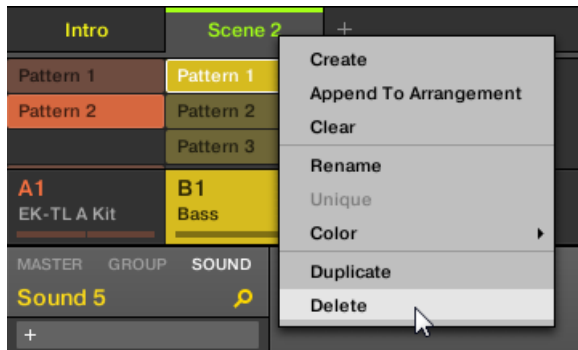 Intro Scene 2 +
Pattern 1 Pattern 1
Pattern 2 Pattern 2
Pattern 3
A1 B1
EK-TL A Kit Bass
MASTER GROUP SOUND
Sound 5
+
Create
Append To Arrangement
Clear
Rename
Unique
Color
Duplicate
Delete